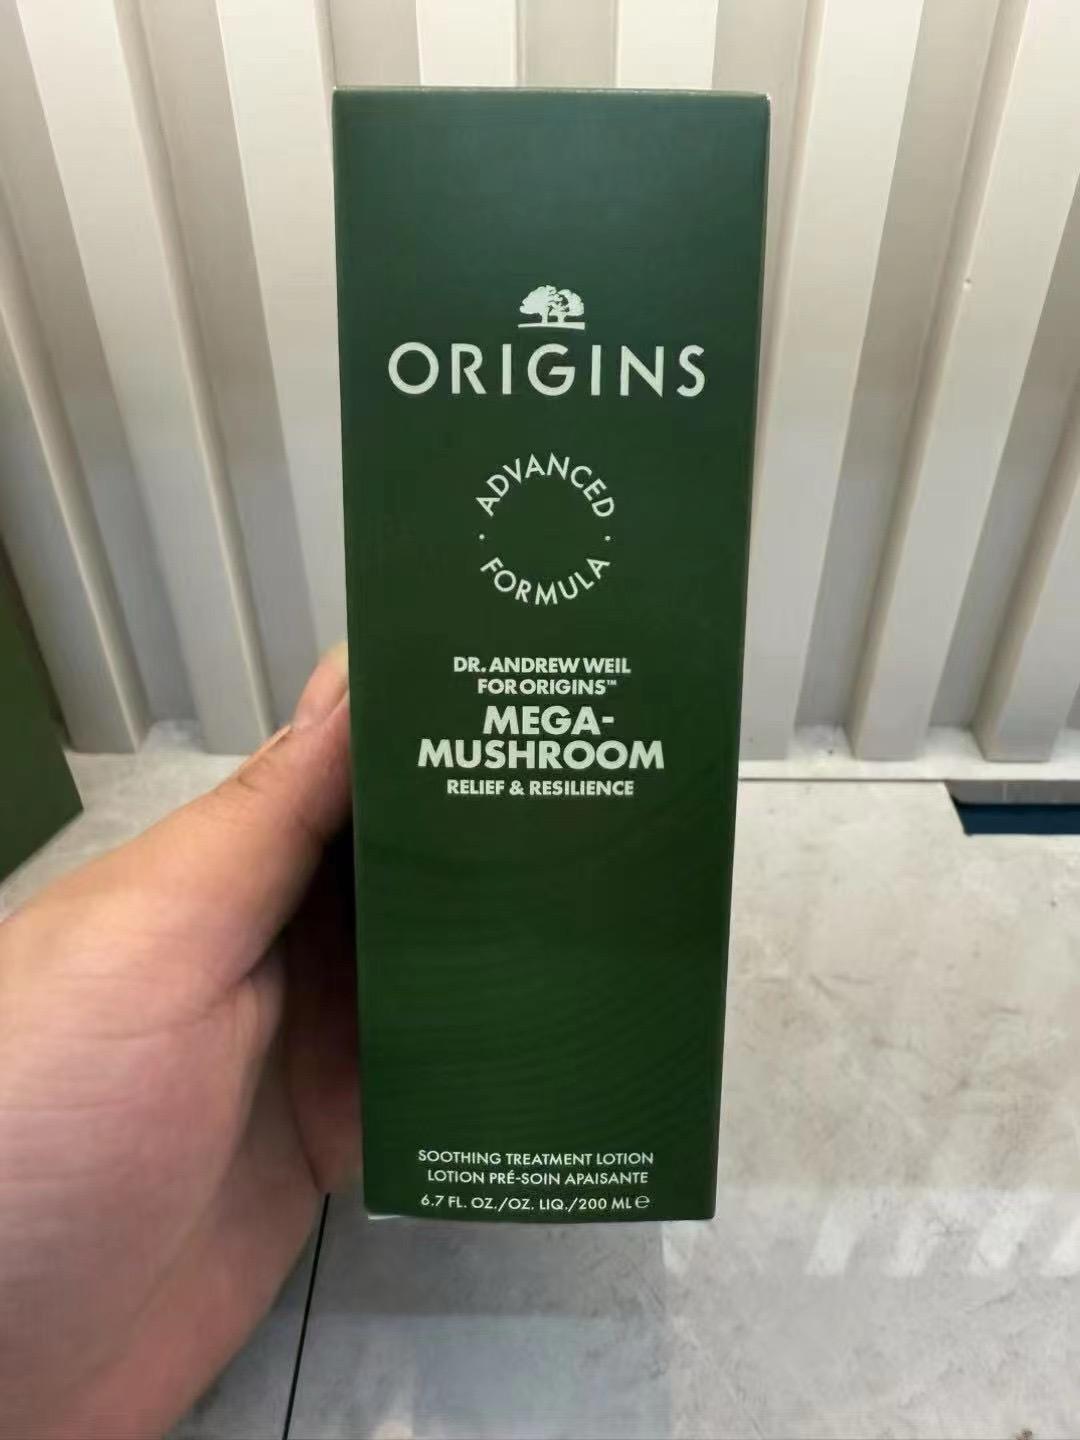 ORIGINS
ADVANCED
· ·
FORMULA
DR. ANDREW WEIL
FOR ORIGINS™
MEGA-
MUSHROOM
RELIEF & RESILIENCE
SOOTHING TREATMENT LOTION
LOTION PRÉ-SOIN APAISANTE
6.7 FL. OZ./OZ. LIQ./200 ML ℮